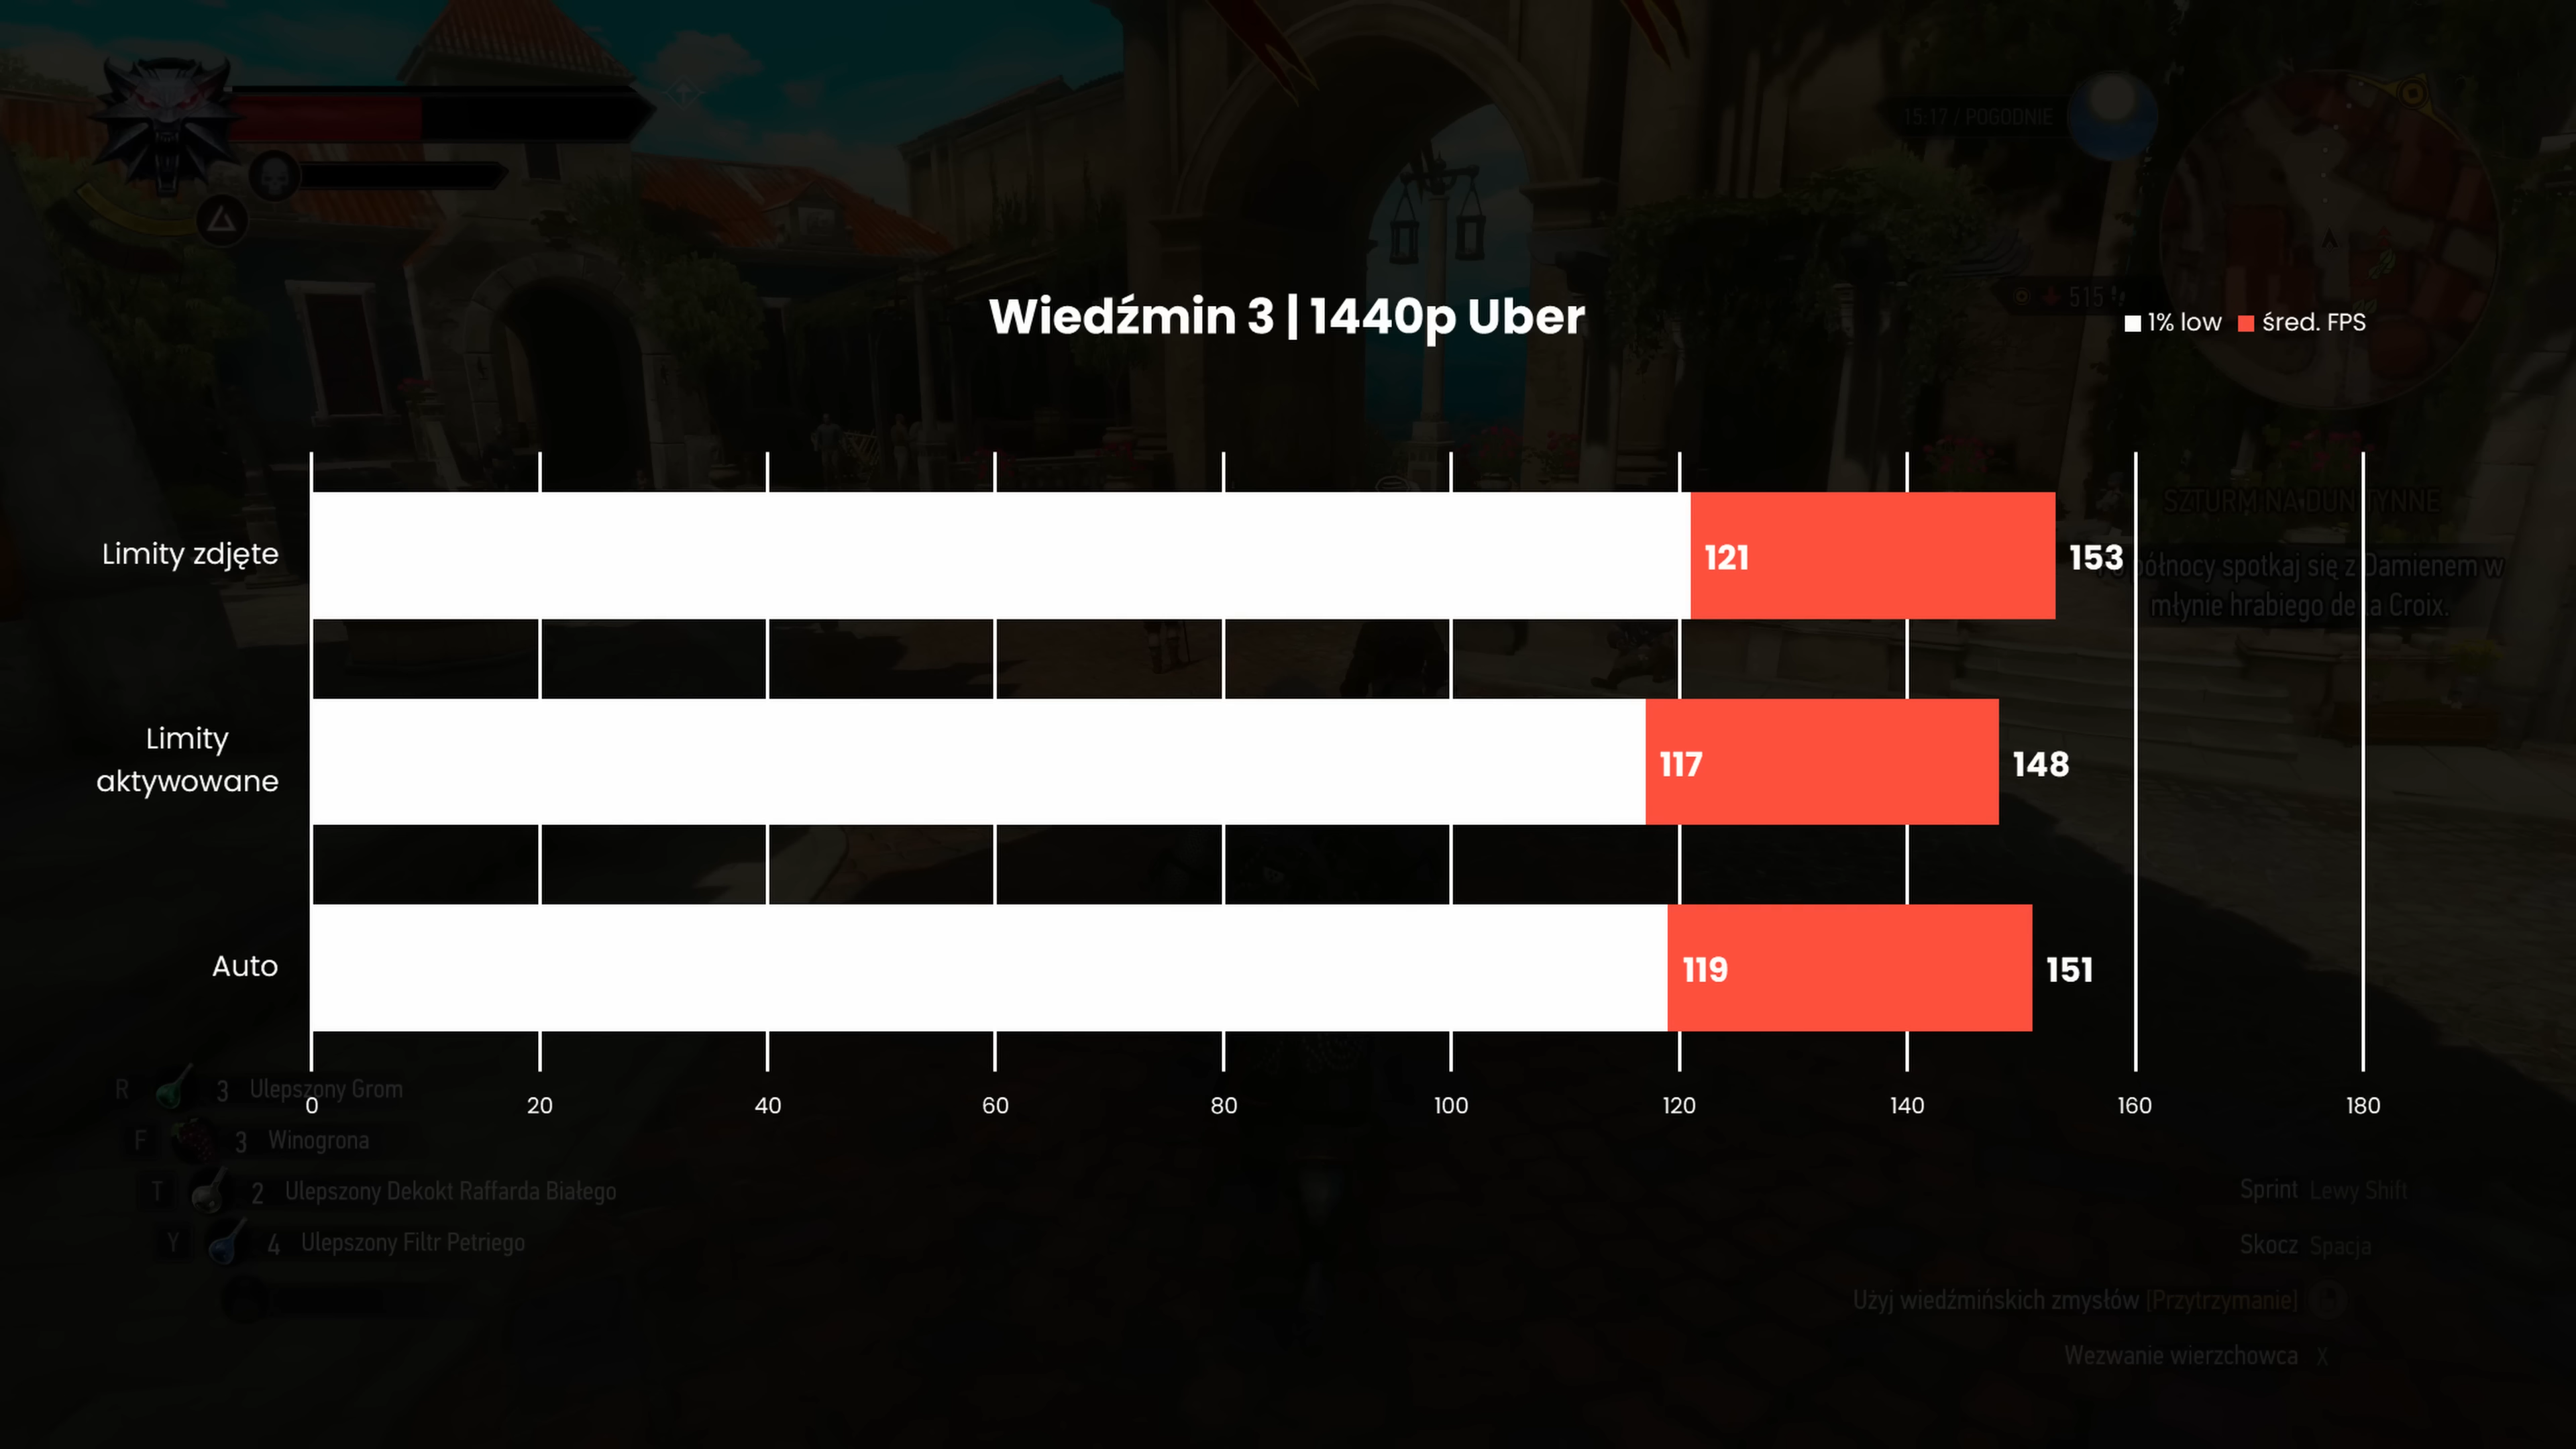 15:17 / POGODNIE
515
Wiedźmin 3 | 1440p Uber
1% low śred. FPS
SZTURM NA DUN TYNNE
Limity zdjęte
121
153
północy spotkaj się z Damienem w
młynie hrabiego de la Croix.
Limity
aktywowane
117
148
Auto
119
151
0 20 40 60 80 100 120 140 160 180
R 3 Ulepszony Grom
F 3 Winogrona
T 2 Ulepszony Dekokt Raffarda Białego
Y 4 Ulepszony Filtr Petriego
Sprint Lewy Shift
Skocz Spacja
Użyj wiedźmińskich zmysłów [Przytrzymanie]
Wezwanie wierzchowca X